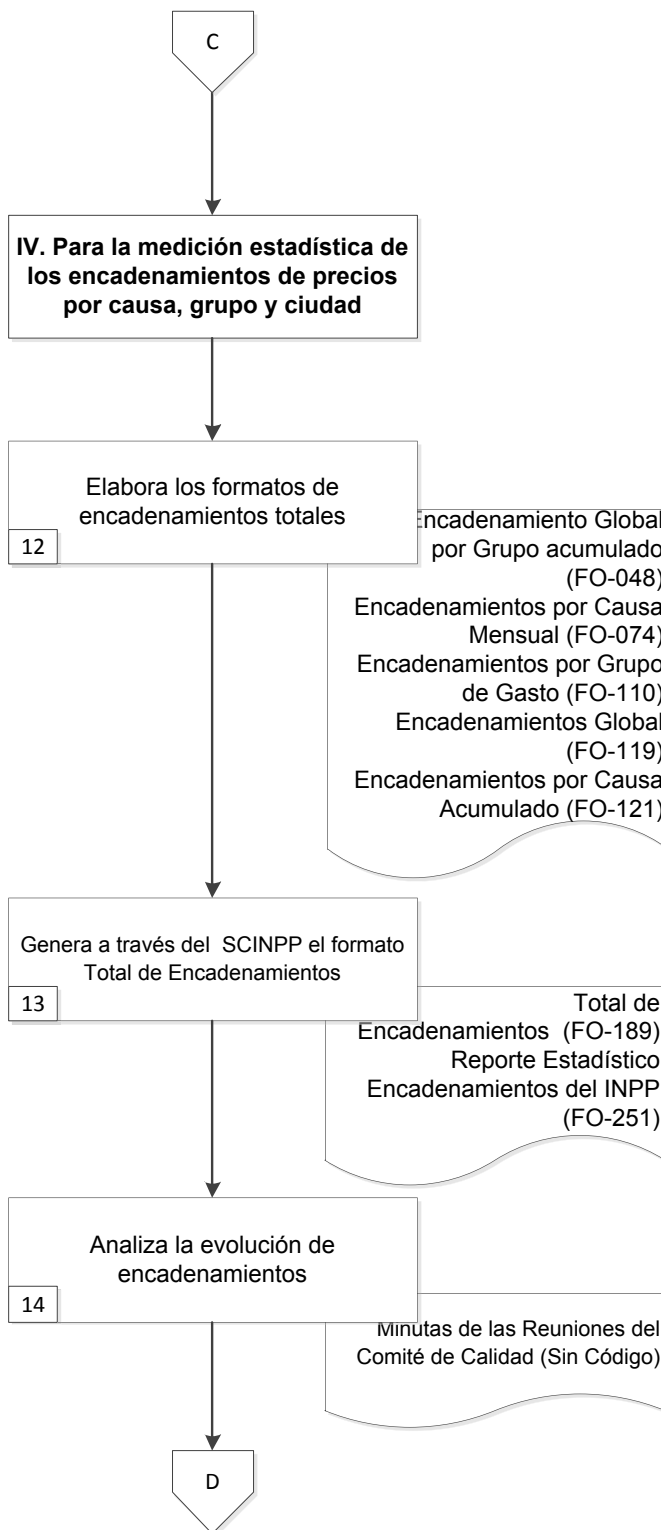 C
IV. Para la medición estadística de
los encadenamientos de precios
por causa, grupo y ciudad
Elabora los formatos de
encadenamientos totales
12
Encadenamiento Global
por Grupo acumulado
(FO-048)
Encadenamientos por Causa
Mensual (FO-074)
Encadenamientos por Grupo
de Gasto (FO-110)
Encadenamientos Global
(FO-119)
Encadenamientos por Causa
Acumulado (FO-121)
Genera a través del SCINPP el formato
Total de Encadenamientos
13
Total de
Encadenamientos (FO-189)
Reporte Estadístico
Encadenamientos del INPP
(FO-251)
Analiza la evolución de
encadenamientos
14
Minutas de las Reuniones del
Comité de Calidad (Sin Código)
D